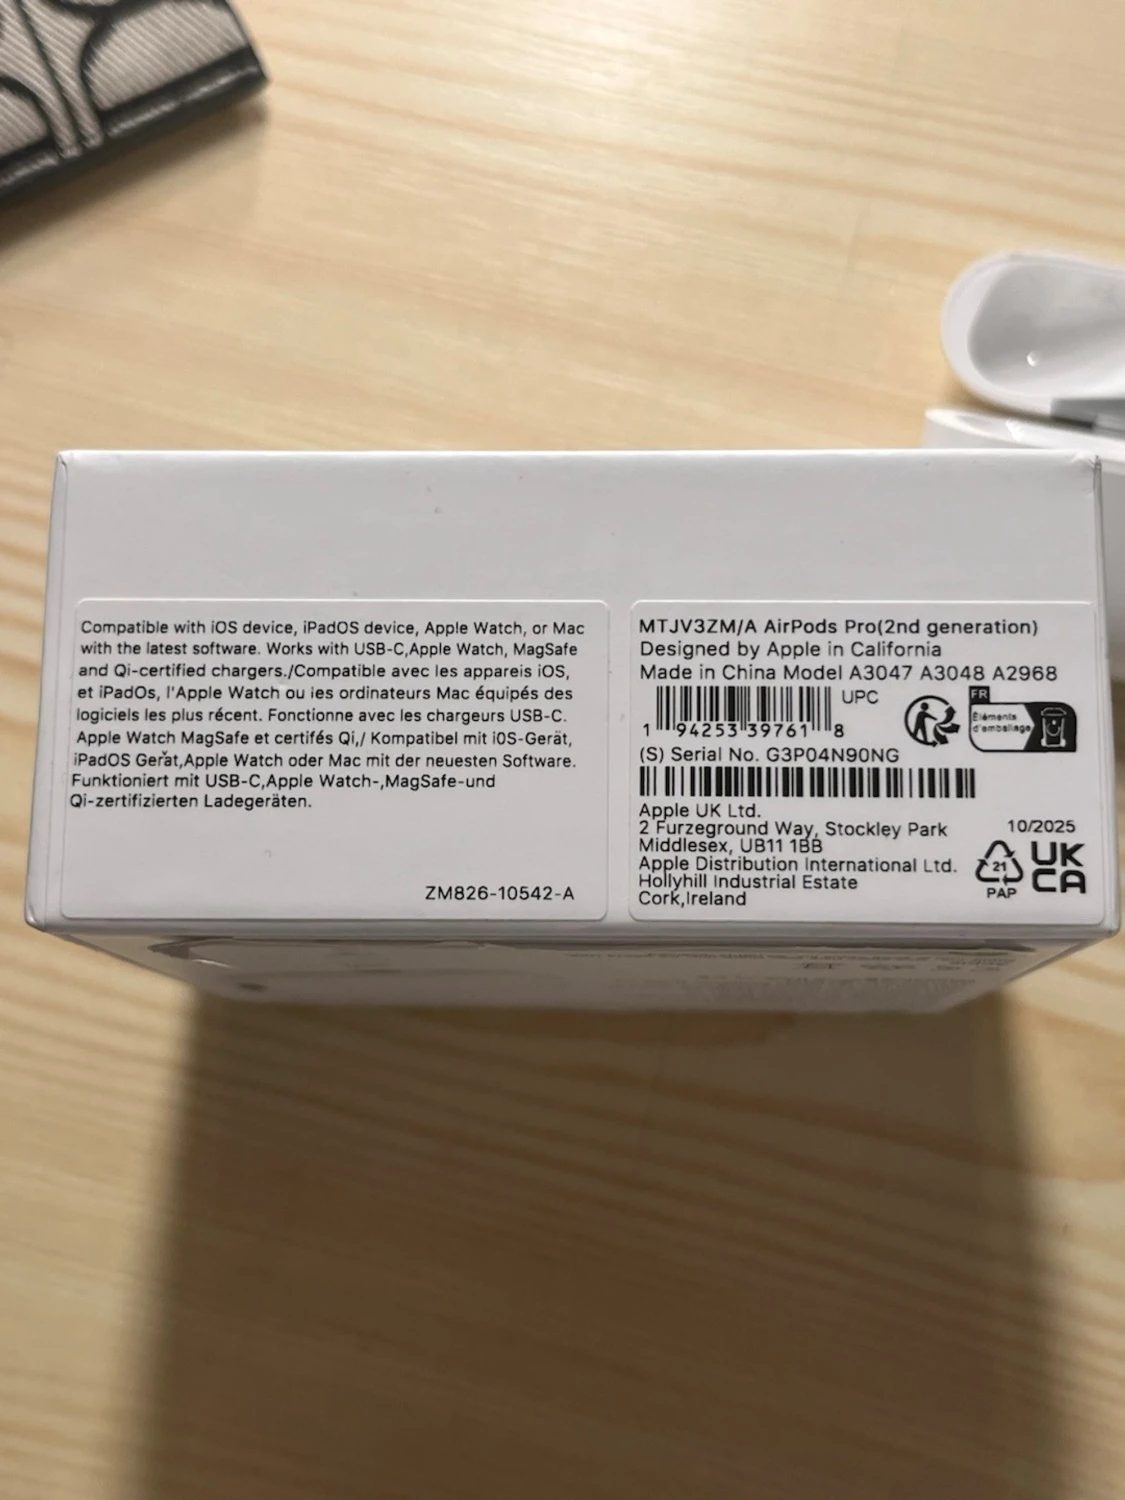 Compatible with iOS device, iPadOS device, Apple Watch, or Mac
with the latest software. Works with USB-C,Apple Watch, MagSafe
and Qi-certified chargers./Compatible avec les appareis iOS,
et iPadOs, l'Apple Watch ou ies ordinateurs Mac équipés des
logiciels les plus récent. Fonctionne avec les chargeurs USB-C.
Apple Watch MagSafe et certifés Qi,/ Kompatibel mit i0S-Gerät,
iPadOS Gerǎt,Apple Watch oder Mac mit der neuesten Software.
Funktioniert mit USB-C,Apple Watch-,MagSafe-und
Qi-zertifizierten Ladegeräten.
ZM826-10542-A
MTJV3ZM/A AirPods Pro(2nd generation)
Designed by Apple in California
Made in China Model A3047 A3048 A2968
UPC
1 94253 39761 8
FR
Éléments
d'emballage
(S) Serial No. G3P04N90NG
Apple UK Ltd.
2 Furzeground Way, Stockley Park
Middlesex, UB11 1BB
Apple Distribution International Ltd.
Hollyhill Industrial Estate
Cork,Ireland
10/2025
21
PAP
UK
CA